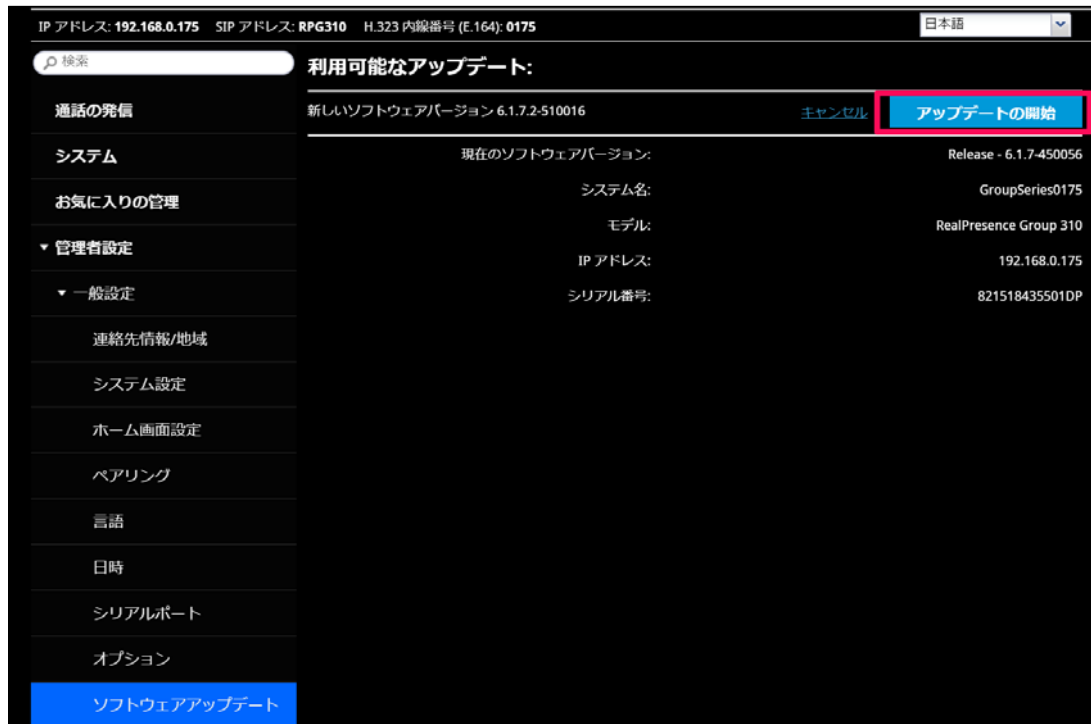 IP アドレス: 192.168.0.175 SIP アドレス: RPG310 H.323 内線番号 (E.164): 0175
日本語
検索
利用可能なアップデート:
通話の発信
新しいソフトウェアバージョン 6.1.7.2-510016
キャンセル
アップデートの開始
システム
現在のソフトウェアバージョン: Release - 6.1.7-450056
システム名: GroupSeries0175
お気に入りの管理
モデル: RealPresence Group 310
管理者設定
IP アドレス: 192.168.0.175
一般設定
シリアル番号: 821518435501DP
連絡先情報/地域
システム設定
ホーム画面設定
ペアリング
言語
日時
シリアルポート
オプション
ソフトウェアアップデート